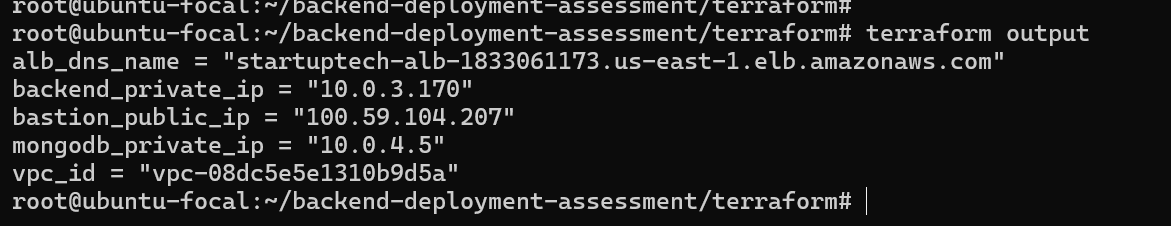 root@ubuntu-focal:~/backend-deployment-assessment/terraform#
root@ubuntu-focal:~/backend-deployment-assessment/terraform# terraform output
alb_dns_name = "startuptech-alb-1833061173.us-east-1.elb.amazonaws.com"
backend_private_ip = "10.0.3.170"
bastion_public_ip = "100.59.104.207"
mongodb_private_ip = "10.0.4.5"
vpc_id = "vpc-08dc5e5e1310b9d5a"
root@ubuntu-focal:~/backend-deployment-assessment/terraform#